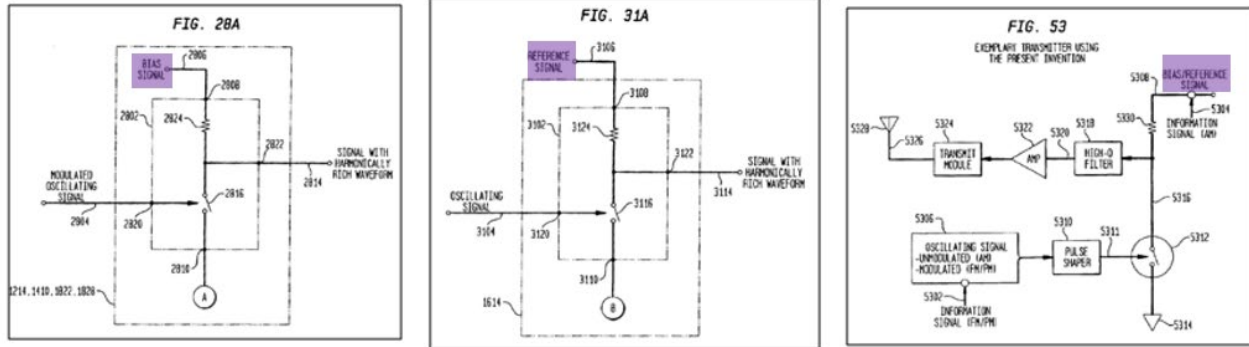 FIG. 28A
BIAS
SIGNAL
2806
2808
2802
2824
2822
SIGNAL WITH
HARMONICALLY
RICH WAVEFORM
2814
MODULATED
OSCILLATING
SIGNAL
2804
2820
2816
2810
A
1214, 1410, 1822, 1828
FIG. 31A
REFERENCE
SIGNAL
3106
3108
3102
3124
3122
SIGNAL WITH
HARMONICALLY
RICH WAVEFORM
3114
OSCILLATING
SIGNAL
3104
3120
3116
3110
B
1614
FIG. 53
EXEMPLARY TRANSMITTER USING
THE PRESENT INVENTION
5308
BIAS/REFERENCE
SIGNAL
5304
INFORMATION
SIGNAL (AM)
5330
5328
5326
5324
TRANSMIT
MODULE
5322
AMP
5320
5318
HIGH-Q
FILTER
5316
5306
OSCILLATING SIGNAL
-UNMODULATED (AM)
-MODULATED (FM/PM)
5310
PULSE
SHAPER
5311
5312
5302
INFORMATION
SIGNAL (FM/PM)
5314